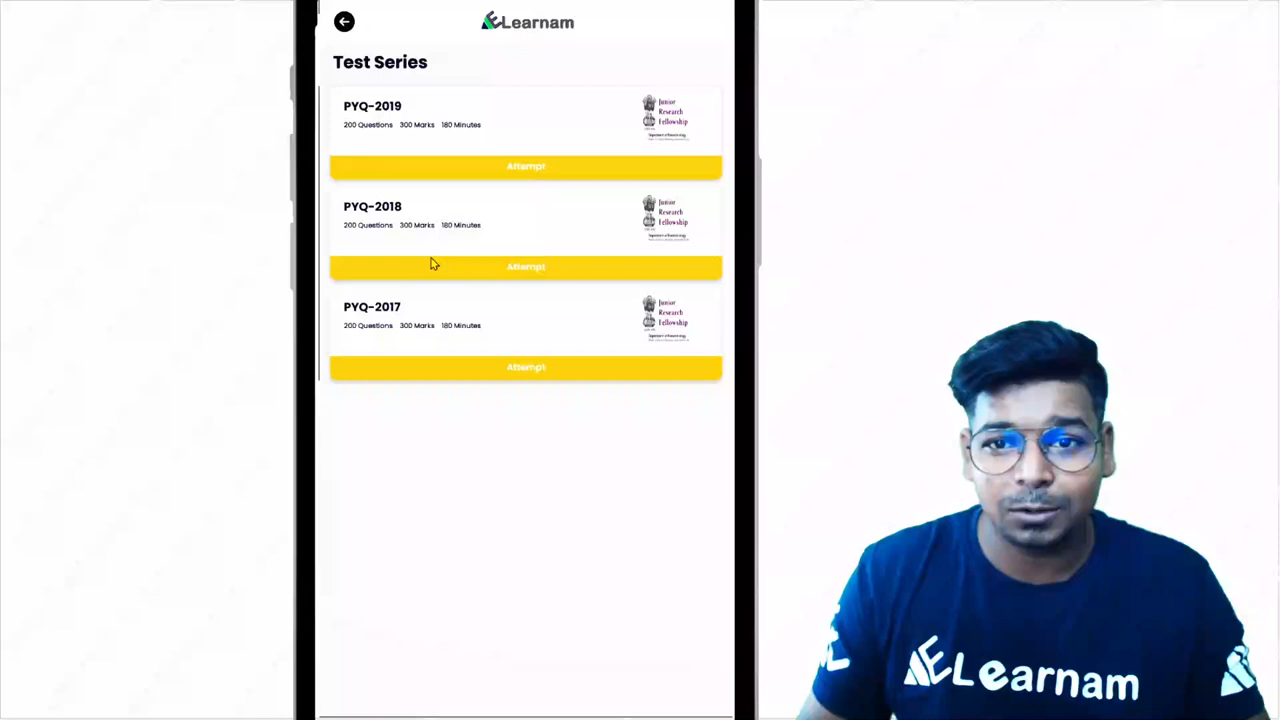 ELearnam
Test Series
PYQ-2019
200 Questions 300 Marks 180 Minutes
Junior
Research
Fellowship
Attempt
PYQ-2018
200 Questions 300 Marks 180 Minutes
Junior
Research
Fellowship
Attempt
PYQ-2017
200 Questions 300 Marks 180 Minutes
Junior
Research
Fellowship
Attempt
ELearnam